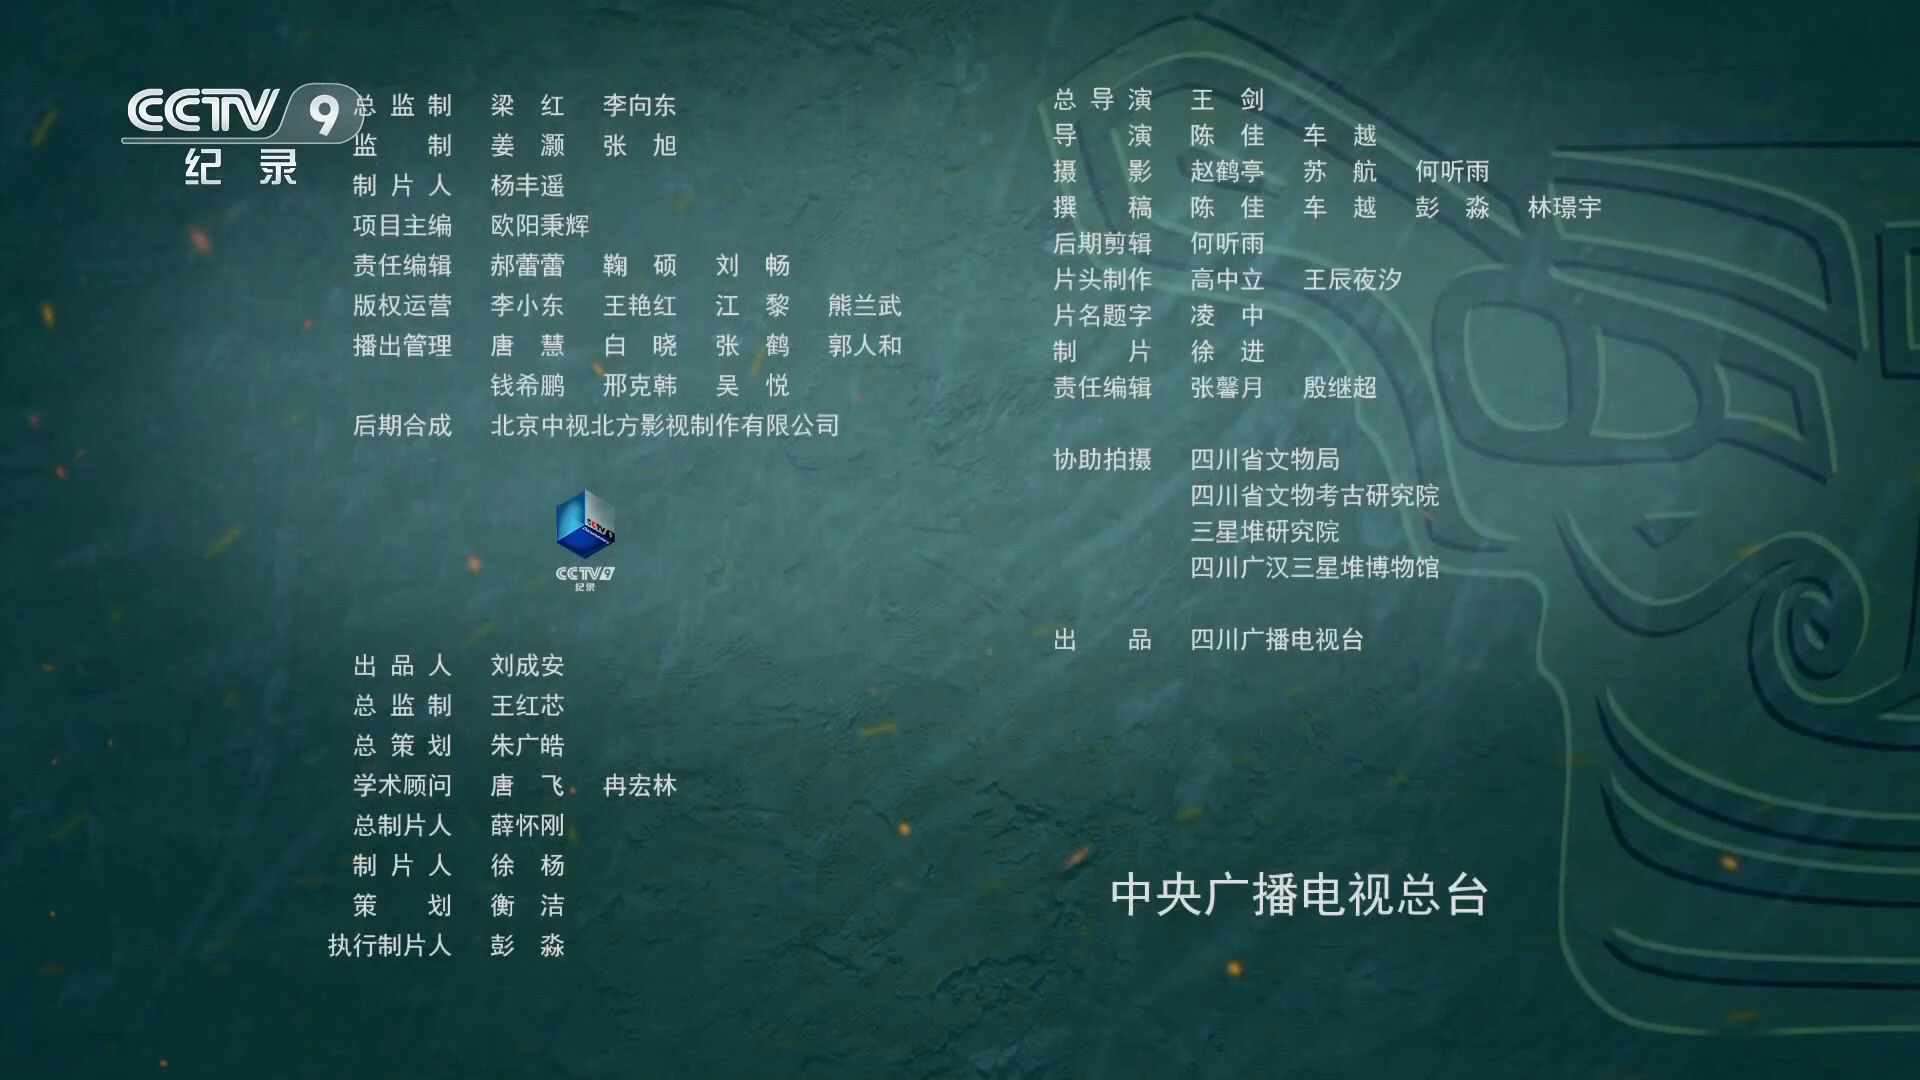 CCTV 9
纪 录
总 监 制 梁 红 李向东
监 制 姜 灏 张 旭
制 片 人 杨丰遥
项目主编 欧阳秉辉
责任编辑 郝蕾蕾 鞠 硕 刘 畅
版权运营 李小东 王艳红 江 黎 熊兰武
播出管理 唐 慧 白 晓 张 鹤 郭人和
钱希鹏 邢克韩 吴 悦
后期合成 北京中视北方影视制作有限公司
CCTV 9
纪录
出 品 人 刘成安
总 监 制 王红芯
总 策 划 朱广皓
学术顾问 唐 飞 冉宏林
总制片人 薛怀刚
制 片 人 徐 杨
策 划 衡 洁
执行制片人 彭 淼
总 导 演 王 剑
导 演 陈 佳 车 越
摄 影 赵鹤亭 苏 航 何听雨
撰 稿 陈 佳 车 越 彭 淼 林璟宇
后期剪辑 何听雨
片头制作 高中立 王辰夜汐
片名题字 凌 中
制 片 徐 进
责任编辑 张馨月 殷继超
协助拍摄 四川省文物局
四川省文物考古研究院
三星堆研究院
四川广汉三星堆博物馆
出 品 四川广播电视台
中央广播电视总台